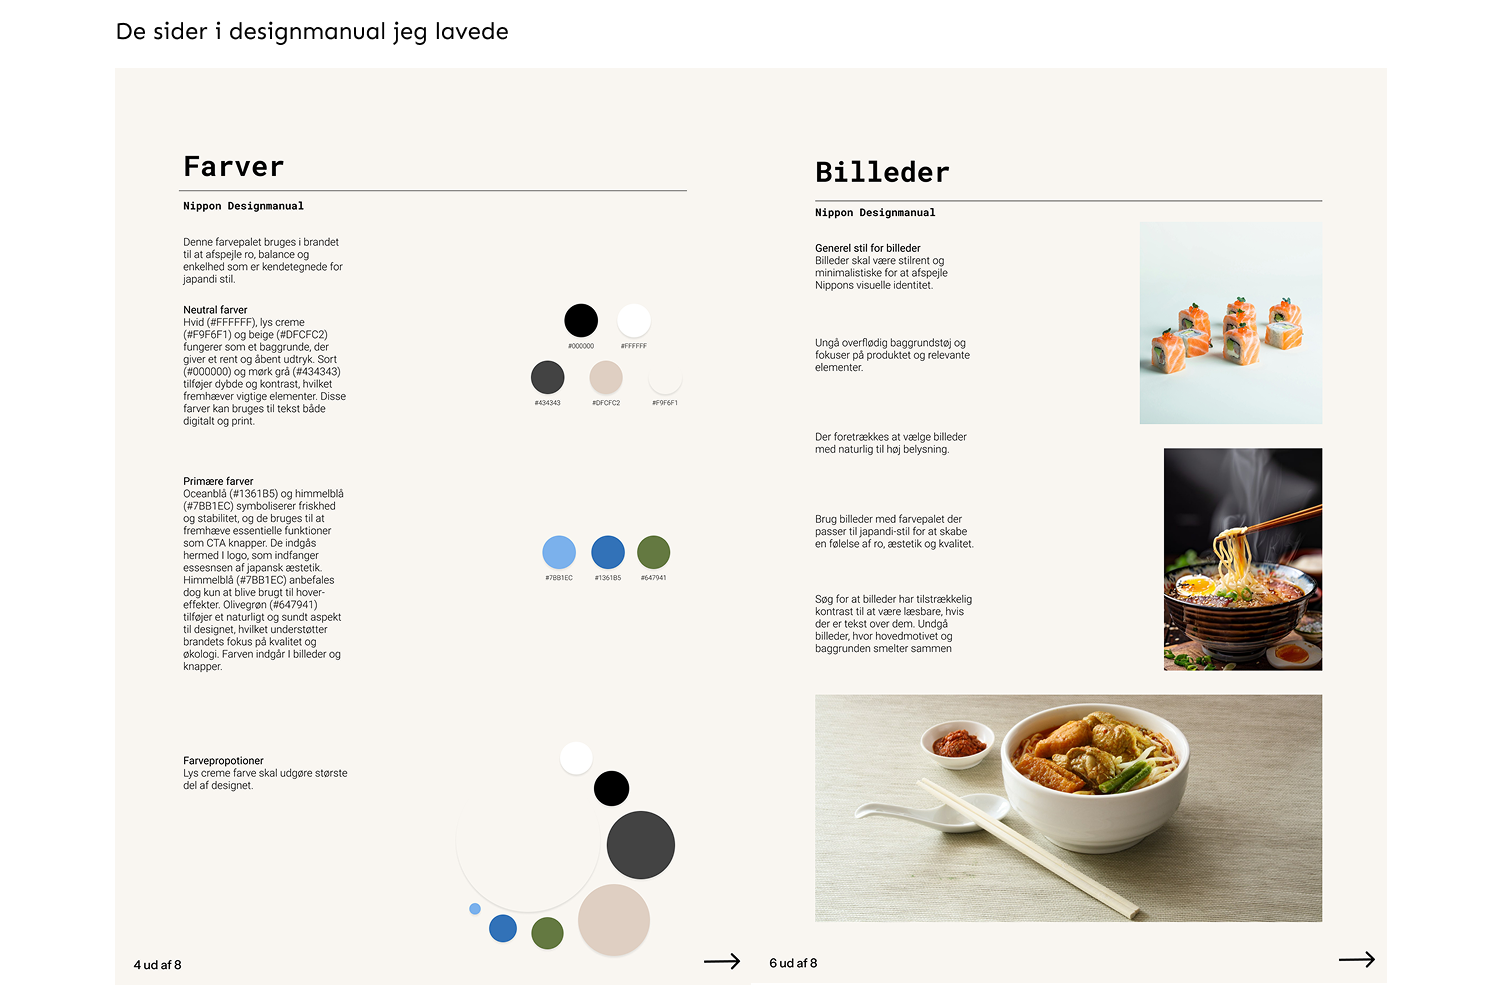 De sider i designmanual jeg lavede
Farver
Nippon Designmanual
Denne farvepalet bruges i brandet
til at afspejle ro, balance og
enkelhed som er kendetegnede for
japandi stil.
Neutral farver
Hvid (#FFFFFF), lys creme
(#F9F6F1) og beige (#DFCFC2)
fungerer som et baggrunde, der
giver et rent og åbent udtryk. Sort
(#000000) og mørk grå (#434343)
tilføjer dybde og kontrast, hvilket
fremhæver vigtige elementer. Disse
farver kan bruges til tekst både
digitalt og print.
#000000
#FFFFFF
#434343
#DFCFC2
#F9F6F1
Primære farver
Oceanblå (#1361B5) og himmelblå
(#7BB1EC) symboliserer friskhed
og stabilitet, og de bruges til at
fremhæve essentielle funktioner
som CTA knapper. De indgås
hermed I logo, som indfanger
essesnsen af japansk æstetik.
Himmelblå (#7BB1EC) anbefales
dog kun at blive brugt til hover-
effekter. Olivegrøn (#647941)
tilføjer et naturligt og sundt aspekt
til designet, hvilket understøtter
brandets fokus på kvalitet og
økologi. Farven indgår I billeder og
knapper.
#7BB1EC
#1361B5
#647941
Farvepropotioner
Lys creme farve skal udgøre største
del af designet.
4 ud af 8
Billeder
Nippon Designmanual
Generel stil for billeder
Billeder skal være stilrent og
minimalistiske for at afspejle
Nippons visuelle identitet.
Ungå overflødig baggrundstøj og
fokuser på produktet og relevante
elementer.
Der foretrækkes at vælge billeder
med naturlig til høj belysning.
Brug billeder med farvepalet der
passer til japandi-stil for at skabe
en følelse af ro, æstetik og kvalitet.
Søg for at billeder har tilstrækkelig
kontrast til at være læsbare, hvis
der er tekst over dem. Undgå
billeder, hvor hovedmotivet og
baggrunden smelter sammen
6 ud af 8